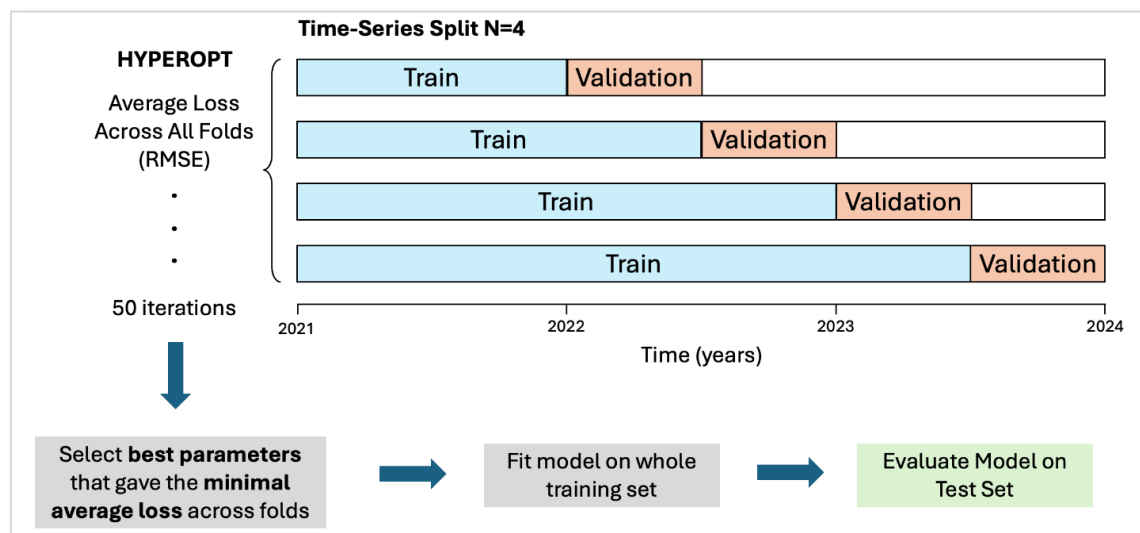 Time-Series Split N=4
HYPEROPT
Average Loss
Across All Folds
(RMSE)
.
.
.
50 iterations
Train
Validation
Train
Validation
Train
Validation
Train
Validation
2021
2022
2023
2024
Time (years)
Select best parameters
that gave the minimal
average loss across folds
Fit model on whole
training set
Evaluate Model on
Test Set